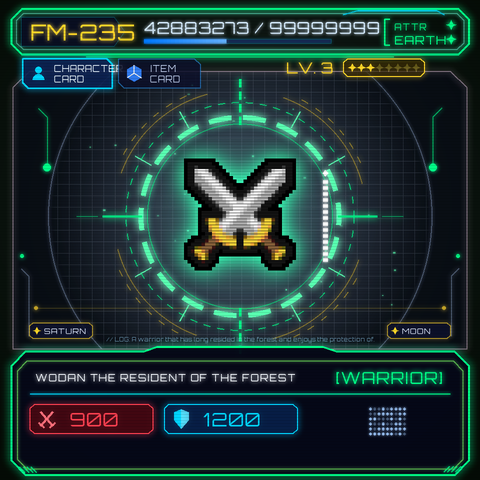 FM-235
42883273 / 99999999
ATTR
EARTH
CHARACTER
CARD
ITEM
CARD
LV. 3
SATURN
MOON
// LOG: A warrior that has long resided in the forest and enjoys the protection of
WODAN THE RESIDENT OF THE FOREST
[WARRIOR]
900
1200